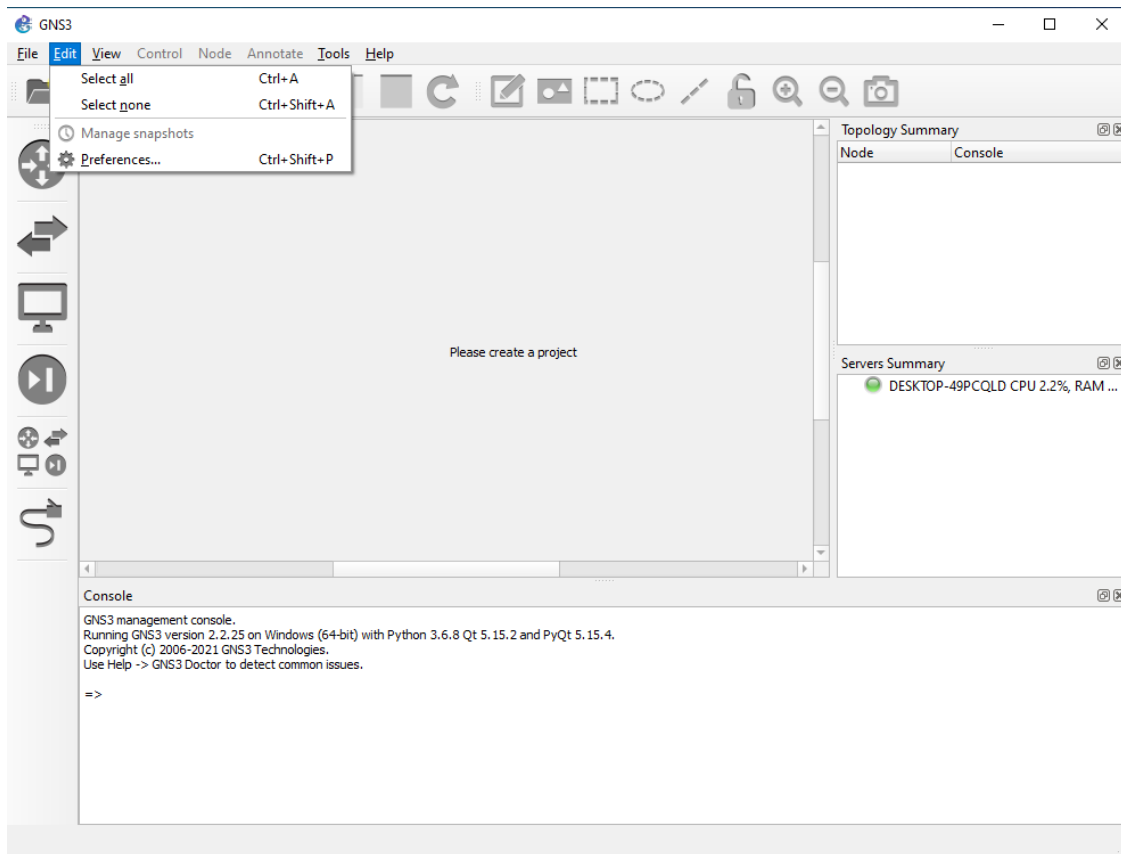 GNS3
File Edit View Control Node Annotate Tools Help
Select all Ctrl+A
Select none Ctrl+Shift+A
Manage snapshots
Preferences... Ctrl+Shift+P
Please create a project
Topology Summary
Node Console
Servers Summary
DESKTOP-49PCQLD CPU 2.2%, RAM ...
Console
GNS3 management console.
Running GNS3 version 2.2.25 on Windows (64-bit) with Python 3.6.8 Qt 5.15.2 and PyQt 5.15.4.
Copyright (c) 2006-2021 GNS3 Technologies.
Use Help -> GNS3 Doctor to detect common issues.
=>